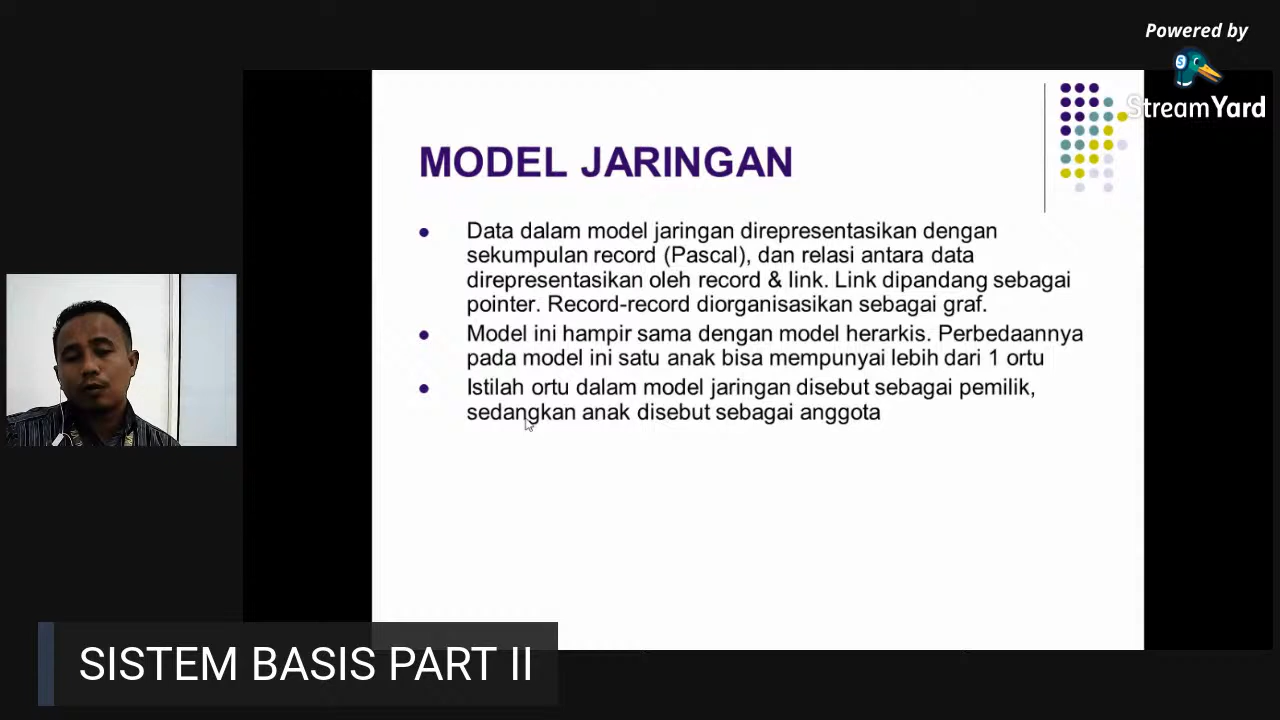 Powered by
StreamYard
MODEL JARINGAN
Data dalam model jaringan direpresentasikan dengan
sekumpulan record (Pascal), dan relasi antara data
direpresentasikan oleh record & link. Link dipandang sebagai
pointer. Record-record diorganisasikan sebagai graf.
Model ini hampir sama dengan model herarkis. Perbedaannya
pada model ini satu anak bisa mempunyai lebih dari 1 ortu
Istilah ortu dalam model jaringan disebut sebagai pemilik,
sedangkan anak disebut sebagai anggota
SISTEM BASIS PART II